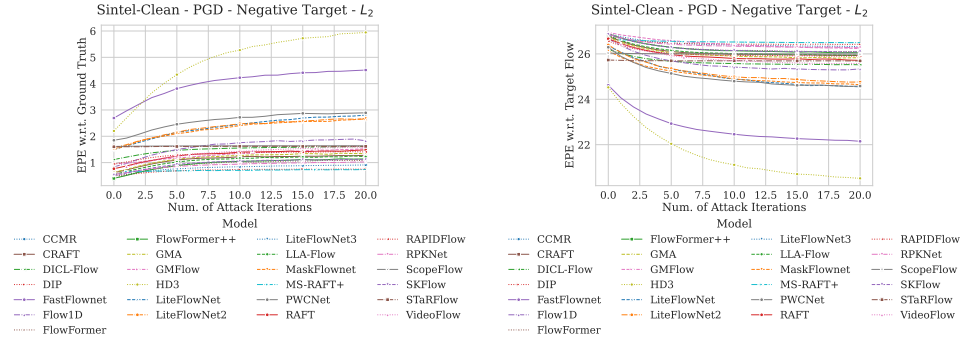 Sintel-Clean - PGD - Negative Target - L2
EPE w.r.t. Ground Truth
6
5
4
3
2
1
0.0 2.5 5.0 7.5 10.0 12.5 15.0 17.5 20.0
Num. of Attack Iterations
Model
CCMR FlowFormer++ LiteFlowNet3 RAPIDFlow
CRAFT GMA LLA-Flow RPKNet
DICL-Flow GMFlow MaskFlownet ScopeFlow
DIP HD3 MS-RAFT+ SKFlow
FastFlownet LiteFlowNet PWCNet STaRFlow
Flow1D LiteFlowNet2 RAFT VideoFlow
FlowFormer
Sintel-Clean - PGD - Negative Target - L2
EPE w.r.t. Target Flow
26
24
22
0.0 2.5 5.0 7.5 10.0 12.5 15.0 17.5 20.0
Num. of Attack Iterations
Model
CCMR FlowFormer++ LiteFlowNet3 RAPIDFlow
CRAFT GMA LLA-Flow RPKNet
DICL-Flow GMFlow MaskFlownet ScopeFlow
DIP HD3 MS-RAFT+ SKFlow
FastFlownet LiteFlowNet PWCNet STaRFlow
Flow1D LiteFlowNet2 RAFT VideoFlow
FlowFormer